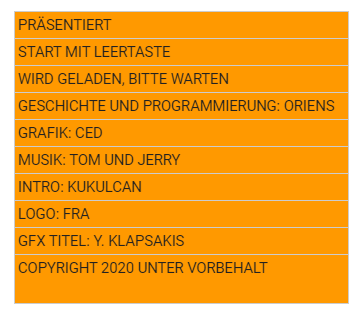 PRÄSENTIERT
START MIT LEERTASTE
WIRD GELADEN, BITTE WARTEN
GESCHICHTE UND PROGRAMMIERUNG: ORIENS
GRAFIK: CED
MUSIK: TOM UND JERRY
INTRO: KUKULCAN
LOGO: FRA
GFX TITEL: Y. KLAPSAKIS
COPYRIGHT 2020 UNTER VORBEHALT